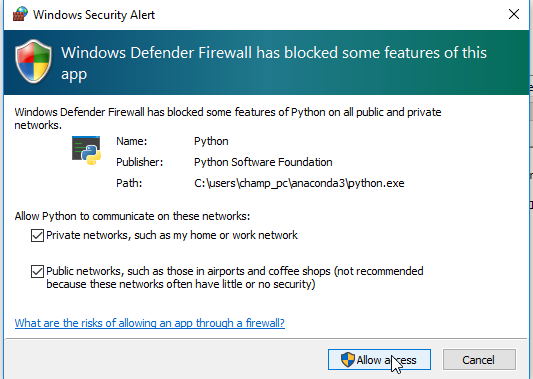 Windows Security Alert
Windows Defender Firewall has blocked some features of this
app
Windows Defender Firewall has blocked some features of Python on all public and private
networks.
Name: Python
Publisher: Python Software Foundation
Path: C:\users\champ_pc\anaconda3\python.exe
Allow Python to communicate on these networks:
Private networks, such as my home or work network
Public networks, such as those in airports and coffee shops (not recommended
because these networks often have little or no security)
What are the risks of allowing an app through a firewall?
Allow access
Cancel